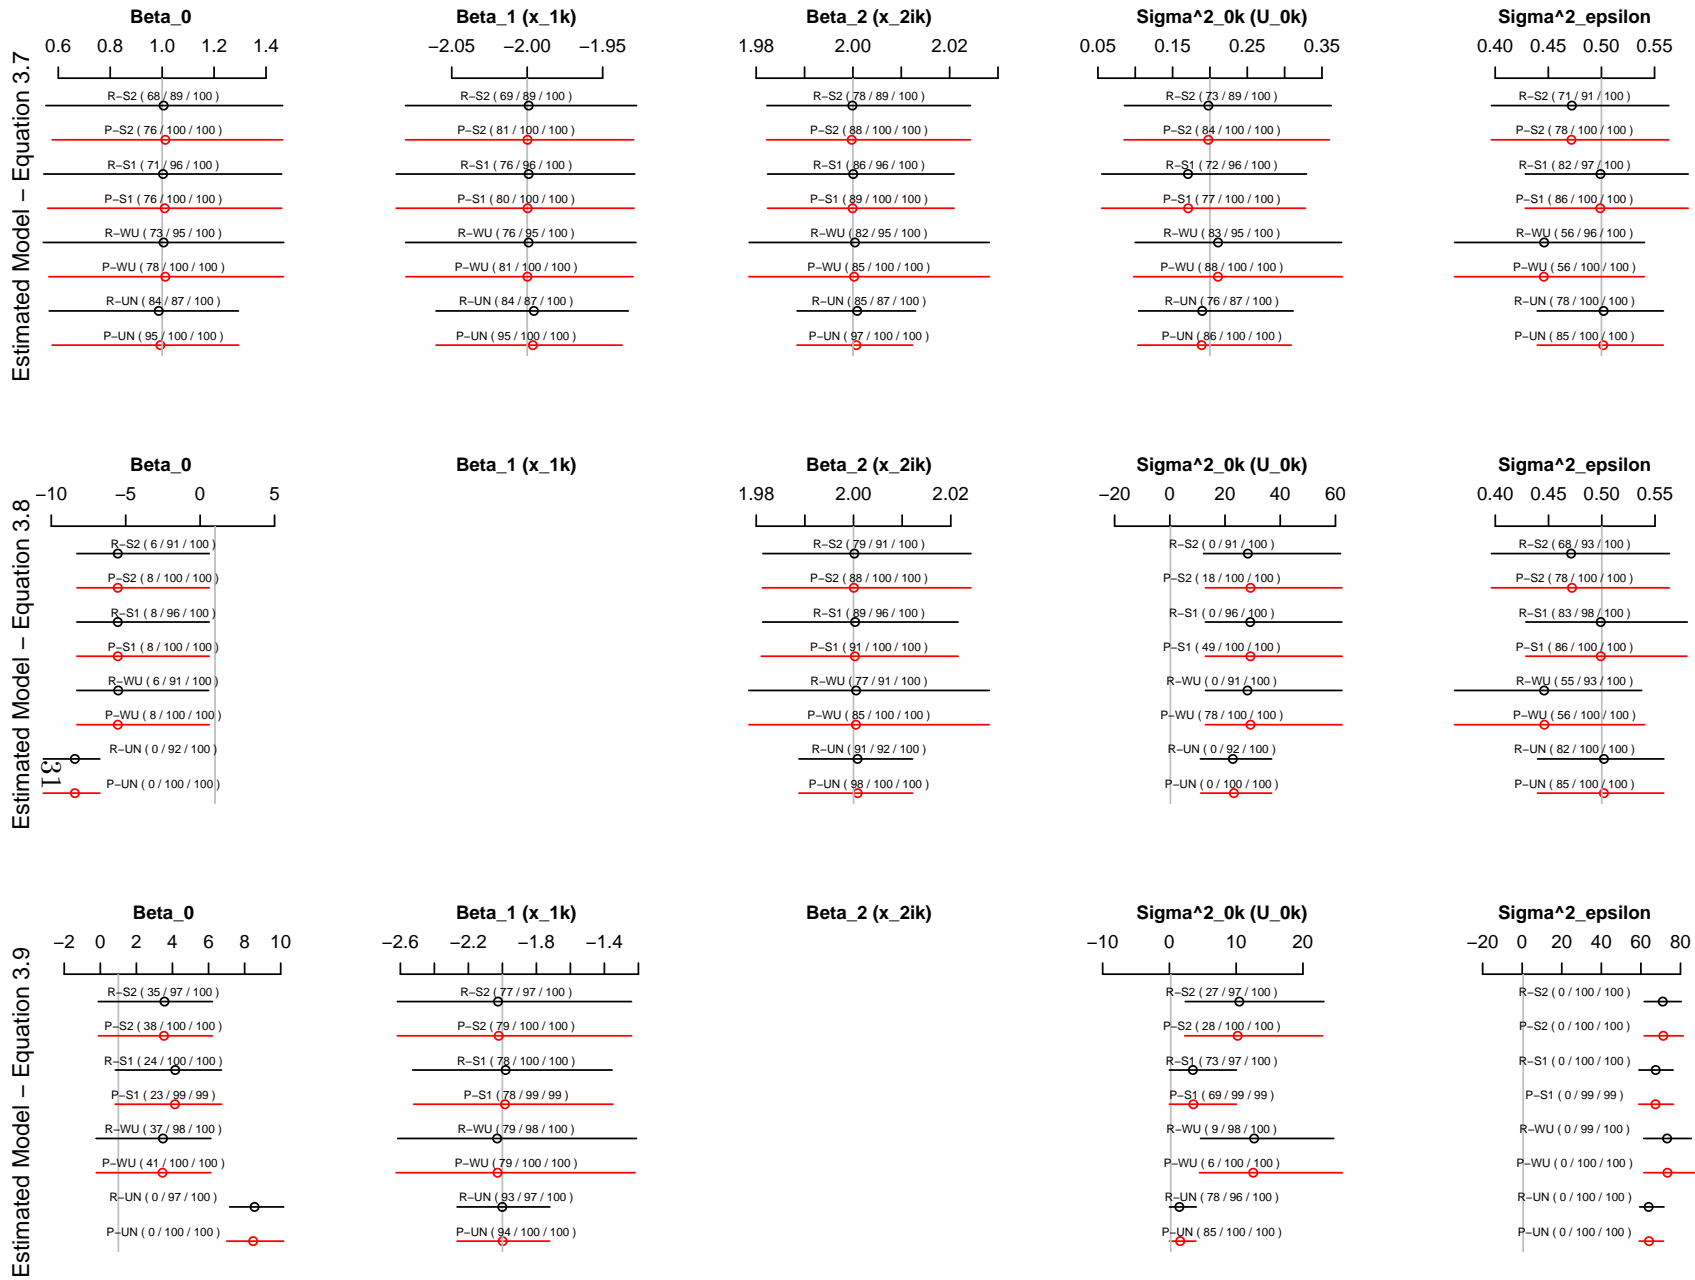 Estimated Model – Equation 3.7
Beta_0
0.6 0.8 1.0 1.2 1.4
R–S2 ( 68 / 89 / 100 )
P–S2 ( 76 / 100 / 100 )
R–S1 ( 71 / 96 / 100 )
P–S1 ( 76 / 100 / 100 )
R–WU ( 73 / 95 / 100 )
P–WU ( 78 / 100 / 100 )
R–UN ( 84 / 87 / 100 )
P–UN ( 95 / 100 / 100 )
Beta_1 (x_1k)
−2.05 −2.00 −1.95
R–S2 ( 69 / 89 / 100 )
P–S2 ( 81 / 100 / 100 )
R–S1 ( 76 / 96 / 100 )
P–S1 ( 80 / 100 / 100 )
R–WU ( 76 / 95 / 100 )
P–WU ( 81 / 100 / 100 )
R–UN ( 84 / 87 / 100 )
P–UN ( 95 / 100 / 100 )
Beta_2 (x_2ik)
1.98 2.00 2.02
R–S2 ( 78 / 89 / 100 )
P–S2 ( 88 / 100 / 100 )
R–S1 ( 86 / 96 / 100 )
P–S1 ( 89 / 100 / 100 )
R–WU ( 82 / 95 / 100 )
P–WU ( 85 / 100 / 100 )
R–UN ( 85 / 87 / 100 )
P–UN ( 97 / 100 / 100 )
Sigma^2_0k (U_0k)
0.05 0.15 0.25 0.35
R–S2 ( 73 / 89 / 100 )
P–S2 ( 84 / 100 / 100 )
R–S1 ( 72 / 96 / 100 )
P–S1 ( 77 / 100 / 100 )
R–WU ( 83 / 95 / 100 )
P–WU ( 88 / 100 / 100 )
R–UN ( 76 / 87 / 100 )
P–UN ( 86 / 100 / 100 )
Sigma^2_epsilon
0.40 0.45 0.50 0.55
R–S2 ( 71 / 91 / 100 )
P–S2 ( 78 / 100 / 100 )
R–S1 ( 82 / 97 / 100 )
P–S1 ( 86 / 100 / 100 )
R–WU ( 56 / 96 / 100 )
P–WU ( 56 / 100 / 100 )
R–UN ( 78 / 100 / 100 )
P–UN ( 85 / 100 / 100 )
Estimated Model – Equation 3.8
Beta_0
−10 −5 0 5
R–S2 ( 6 / 91 / 100 )
P–S2 ( 8 / 100 / 100 )
R–S1 ( 8 / 96 / 100 )
P–S1 ( 8 / 100 / 100 )
R–WU ( 6 / 91 / 100 )
P–WU ( 8 / 100 / 100 )
R–UN ( 0 / 92 / 100 )
P–UN ( 0 / 100 / 100 )
31
Beta_1 (x_1k)
Beta_2 (x_2ik)
1.98 2.00 2.02
R–S2 ( 79 / 91 / 100 )
P–S2 ( 88 / 100 / 100 )
R–S1 ( 89 / 96 / 100 )
P–S1 ( 91 / 100 / 100 )
R–WU ( 77 / 91 / 100 )
P–WU ( 85 / 100 / 100 )
R–UN ( 91 / 92 / 100 )
P–UN ( 98 / 100 / 100 )
Sigma^2_0k (U_0k)
−20 0 20 40 60
R–S2 ( 0 / 91 / 100 )
P–S2 ( 18 / 100 / 100 )
R–S1 ( 0 / 96 / 100 )
P–S1 ( 49 / 100 / 100 )
R–WU ( 0 / 91 / 100 )
P–WU ( 78 / 100 / 100 )
R–UN ( 0 / 92 / 100 )
P–UN ( 0 / 100 / 100 )
Sigma^2_epsilon
0.40 0.45 0.50 0.55
R–S2 ( 68 / 93 / 100 )
P–S2 ( 78 / 100 / 100 )
R–S1 ( 83 / 98 / 100 )
P–S1 ( 86 / 100 / 100 )
R–WU ( 55 / 93 / 100 )
P–WU ( 56 / 100 / 100 )
R–UN ( 82 / 100 / 100 )
P–UN ( 85 / 100 / 100 )
Estimated Model – Equation 3.9
Beta_0
−2 0 2 4 6 8 10
R–S2 ( 35 / 97 / 100 )
P–S2 ( 38 / 100 / 100 )
R–S1 ( 24 / 100 / 100 )
P–S1 ( 23 / 99 / 99 )
R–WU ( 37 / 98 / 100 )
P–WU ( 41 / 100 / 100 )
R–UN ( 0 / 97 / 100 )
P–UN ( 0 / 100 / 100 )
Beta_1 (x_1k)
−2.6 −2.2 −1.8 −1.4
R–S2 ( 77 / 97 / 100 )
P–S2 ( 79 / 100 / 100 )
R–S1 ( 78 / 100 / 100 )
P–S1 ( 78 / 99 / 99 )
R–WU ( 79 / 98 / 100 )
P–WU ( 79 / 100 / 100 )
R–UN ( 93 / 97 / 100 )
P–UN ( 94 / 100 / 100 )
Beta_2 (x_2ik)
Sigma^2_0k (U_0k)
−10 0 10 20
R–S2 ( 27 / 97 / 100 )
P–S2 ( 28 / 100 / 100 )
R–S1 ( 73 / 97 / 100 )
P–S1 ( 69 / 99 / 99 )
R–WU ( 9 / 98 / 100 )
P–WU ( 6 / 100 / 100 )
R–UN ( 78 / 96 / 100 )
P–UN ( 85 / 100 / 100 )
Sigma^2_epsilon
−20 0 20 40 60 80
R–S2 ( 0 / 100 / 100 )
P–S2 ( 0 / 100 / 100 )
R–S1 ( 0 / 100 / 100 )
P–S1 ( 0 / 99 / 99 )
R–WU ( 0 / 99 / 100 )
P–WU ( 0 / 100 / 100 )
R–UN ( 0 / 100 / 100 )
P–UN ( 0 / 100 / 100 )